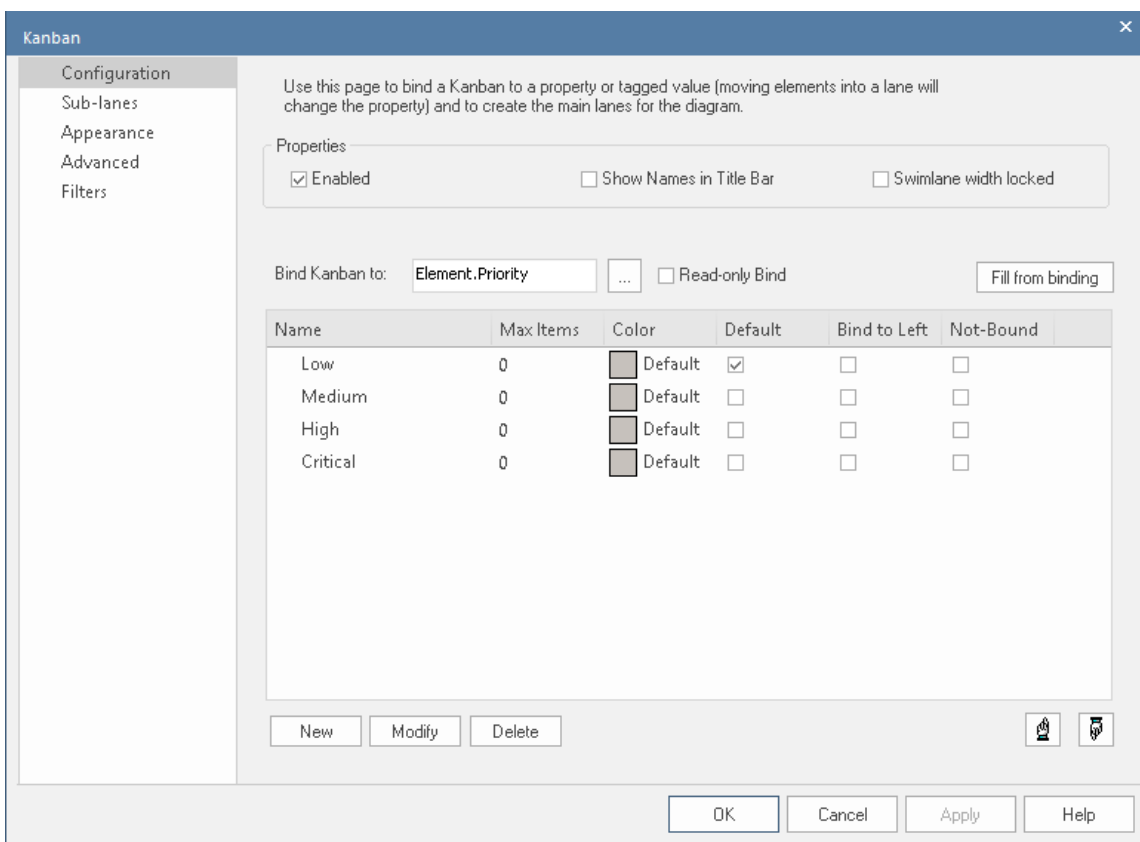 Kanban
Configuration
Sub-lanes
Appearance
Advanced
Filters
Use this page to bind a Kanban to a property or tagged value (moving elements into a lane will
change the property) and to create the main lanes for the diagram.
Properties
Enabled Show Names in Title Bar Swimlane width locked
Bind Kanban to: Element.Priority ... Read-only Bind Fill from binding
Name Max Items Color Default Bind to Left Not-Bound
Low 0 Default
Medium 0 Default
High 0 Default
Critical 0 Default
New Modify Delete
OK Cancel Apply Help